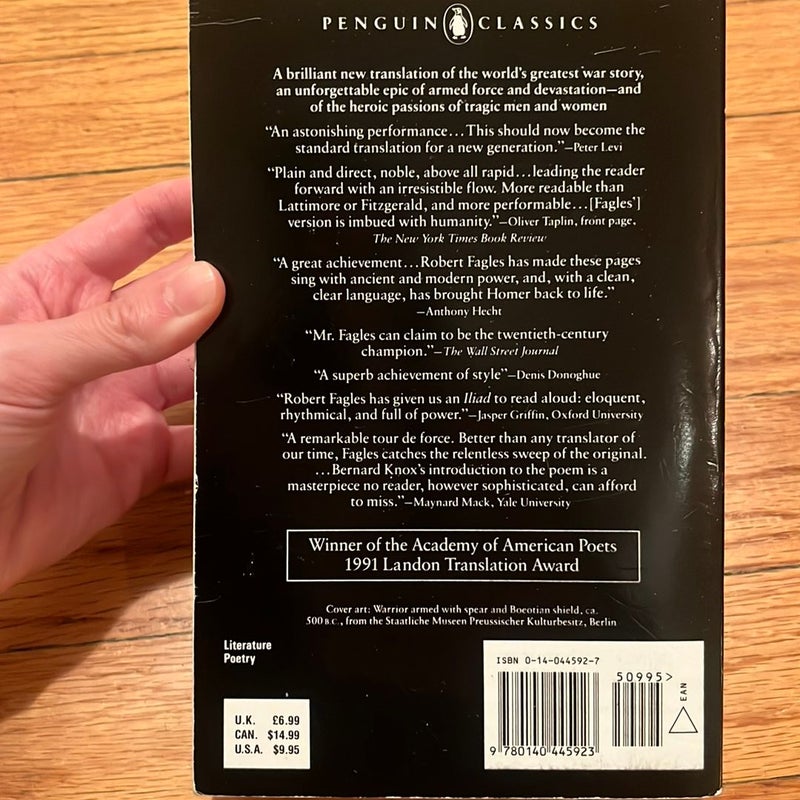 PENGUIN CLASSICS
A brilliant new translation of the world's greatest war story,
an unforgettable epic of armed force and devastation—and
of the heroic passions of tragic men and women
“An astonishing performance...This should now become the
standard translation for a new generation.”—Peter Levi
“Plain and direct, noble, above all rapid...leading the reader
forward with an irresistible flow. More readable than
Lattimore or Fitzgerald, and more performable...[Fagles']
version is imbued with humanity.”—Oliver Taplin, front page,
The New York Times Book Review
“A great achievement...Robert Fagles has made these pages
sing with ancient and modern power, and, with a clean,
clear language, has brought Homer back to life.”
—Anthony Hecht
“Mr. Fagles can claim to be the twentieth-century
champion.”—The Wall Street Journal
“A superb achievement of style”—Denis Donoghue
“Robert Fagles has given us an Iliad to read aloud: eloquent,
rhythmical, and full of power.”—Jasper Griffin, Oxford University
“A remarkable tour de force. Better than any translator of
our time, Fagles catches the relentless sweep of the original.
...Bernard Knox's introduction to the poem is a
masterpiece no reader, however sophisticated, can afford
to miss.”—Maynard Mack, Yale University
Winner of the Academy of American Poets
1991 Landon Translation Award
Cover art: Warrior armed with spear and Boeotian shield, ca.
500 B.C., from the Staatliche Museen Preussischer Kulturbesitz, Berlin
Literature
Poetry
U.K. £6.99
CAN. $14.99
U.S.A. $9.95
ISBN 0-14-044592-7
50995>
EAN
9 780140 445923